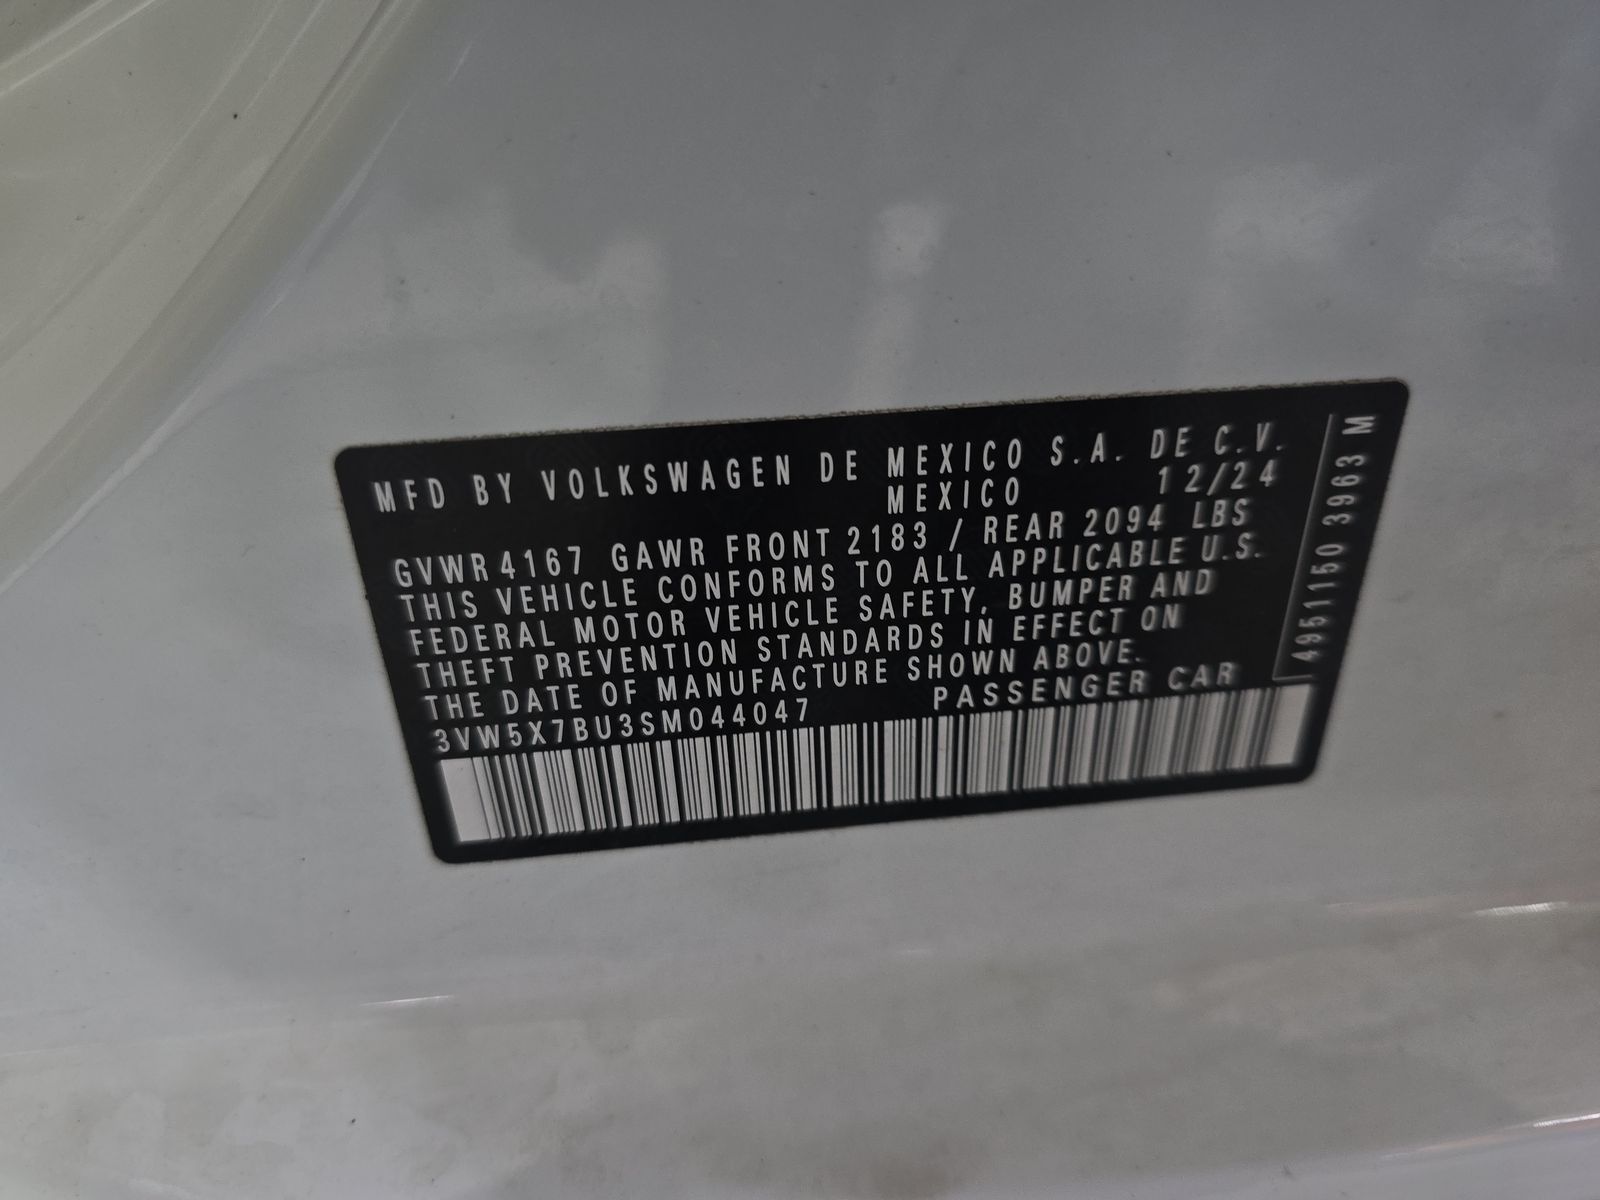 MFD BY VOLKSWAGEN DE MEXICO S.A. DE C.V.
MEXICO 12/24
GVWR 4167 GAWR FRONT 2183 / REAR 2094 LBS
THIS VEHICLE CONFORMS TO ALL APPLICABLE U.S.
FEDERAL MOTOR VEHICLE SAFETY, BUMPER AND
THEFT PREVENTION STANDARDS IN EFFECT ON
THE DATE OF MANUFACTURE SHOWN ABOVE.
3VW5X7BU3SM044047 PASSENGER CAR
4951150 3963 M